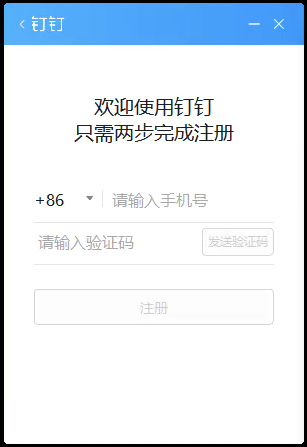 钉钉
欢迎使用钉钉
只需两步完成注册
+86 请输入手机号
请输入验证码 发送验证码
注册